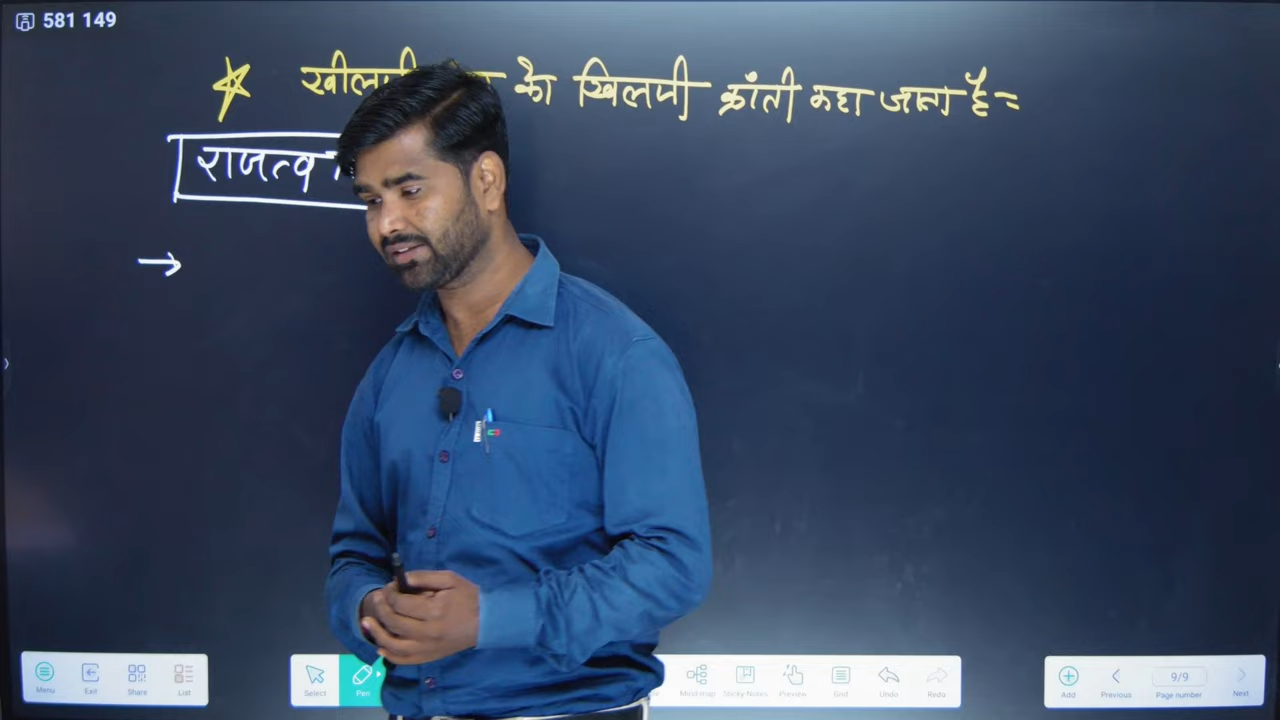 581 149
को खिलजी क्राँती कहा जाता है=
राजत्व
→
Menu Exit Share List Select Pen Mind map Sticky Notes Preview Grid Undo Redo Add Previous 9/9 Page number Next